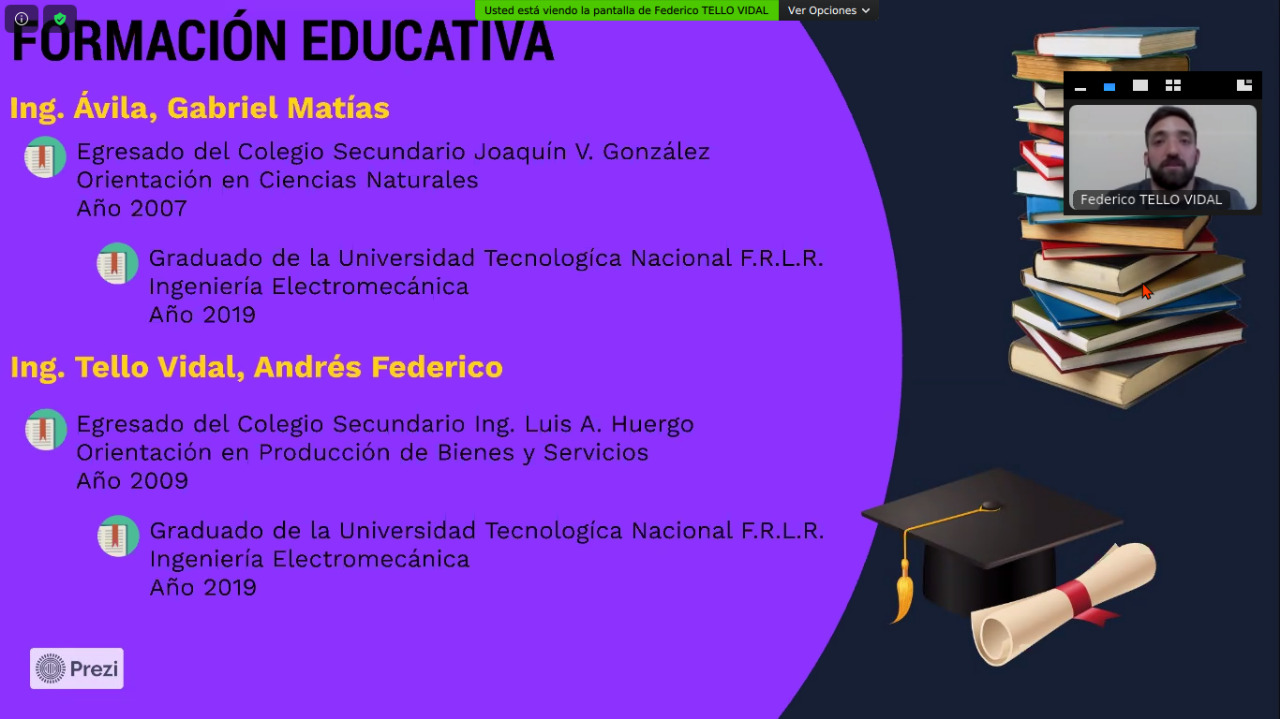 Usted está viendo la pantalla de Federico TELLO VIDAL
Ver Opciones
FORMACIÓN EDUCATIVA
Ing. Ávila, Gabriel Matías
Egresado del Colegio Secundario Joaquín V. González
Orientación en Ciencias Naturales
Año 2007
Graduado de la Universidad Tecnologíca Nacional F.R.L.R.
Ingeniería Electromecánica
Año 2019
Ing. Tello Vidal, Andrés Federico
Egresado del Colegio Secundario Ing. Luis A. Huergo
Orientación en Producción de Bienes y Servicios
Año 2009
Graduado de la Universidad Tecnologíca Nacional F.R.L.R.
Ingeniería Electromecánica
Año 2019
Federico TELLO VIDAL
Prezi